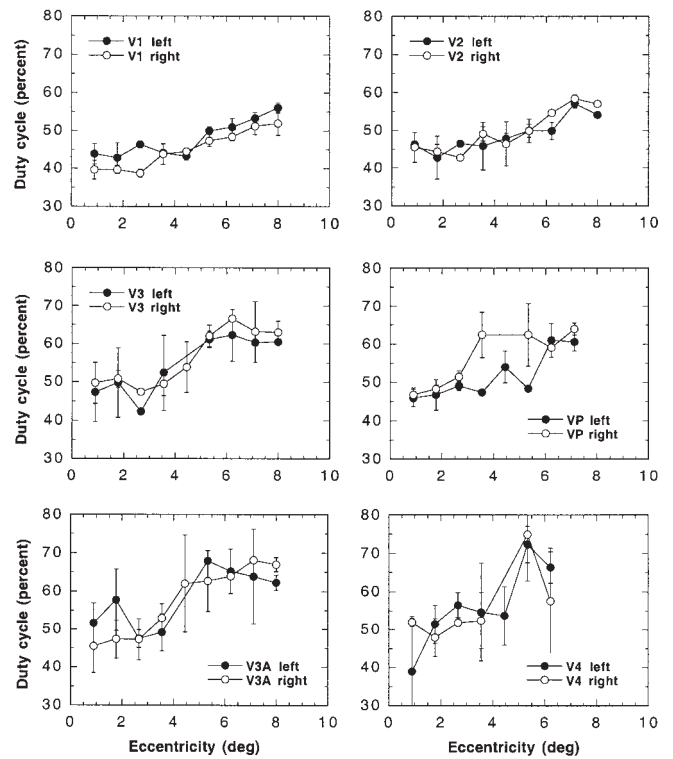 80
70
60
50
40
30
Duty cycle (percent)
V1 left
V1 right
0 2 4 6 8 10
80
70
60
50
40
30
V2 left
V2 right
0 2 4 6 8 10
80
70
60
50
40
30
Duty cycle (percent)
V3 left
V3 right
0 2 4 6 8 10
80
70
60
50
40
30
VP left
VP right
0 2 4 6 8 10
80
70
60
50
40
30
Duty cycle (percent)
V3A left
V3A right
0 2 4 6 8 10
Eccentricity (deg)
80
70
60
50
40
30
V4 left
V4 right
0 2 4 6 8 10
Eccentricity (deg)